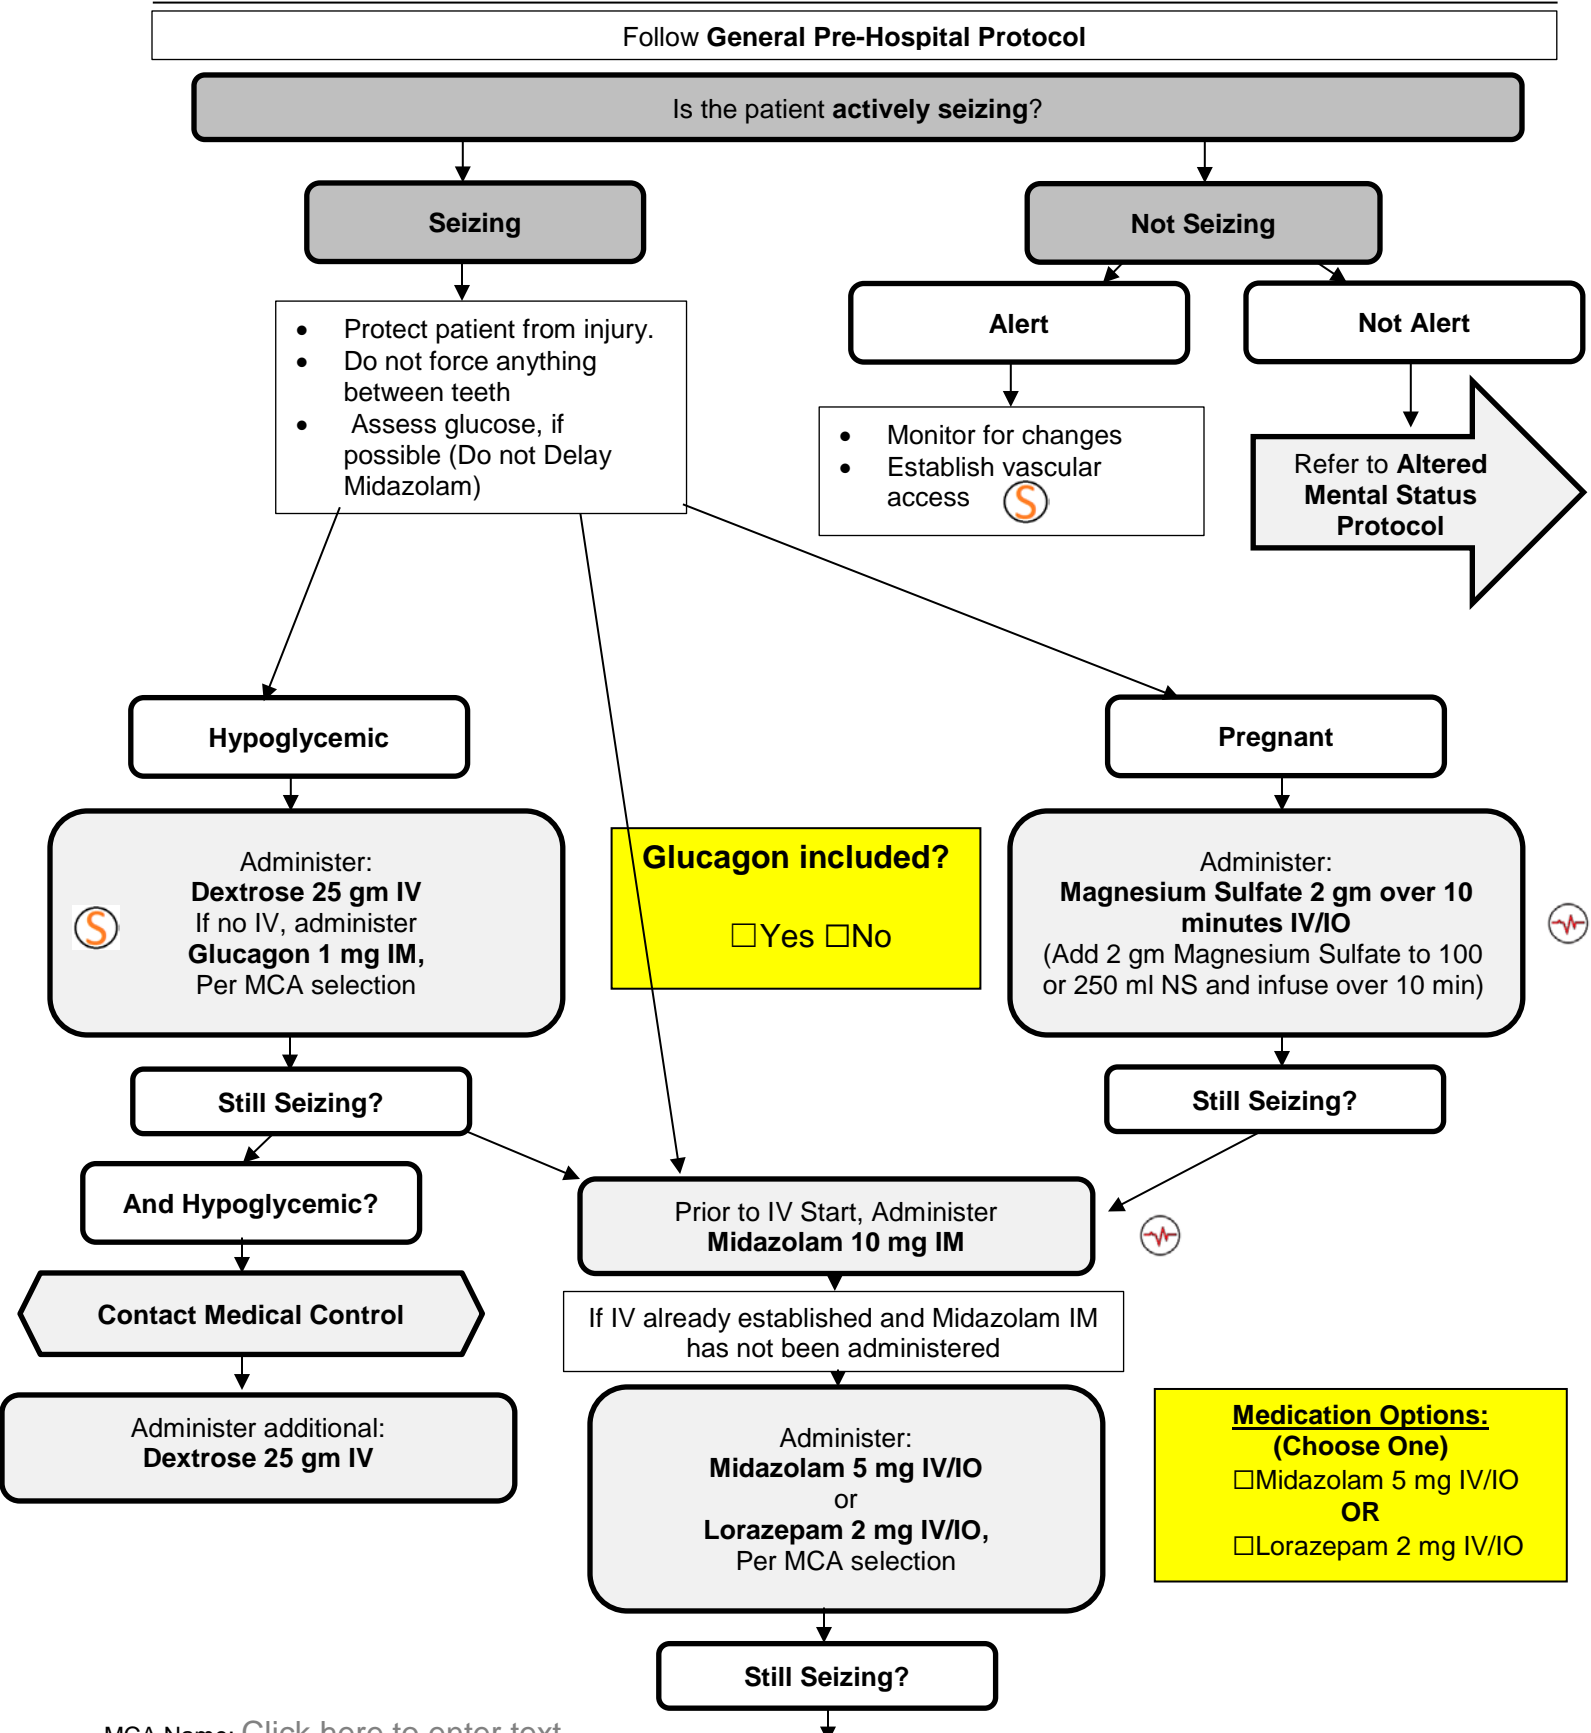 Follow General Pre-Hospital Protocol
Is the patient actively seizing?
Seizing
Not Seizing
• Protect patient from injury.
• Do not force anything
between teeth
• Assess glucose, if
possible (Do not Delay
Midazolam)
Alert
Not Alert
• Monitor for changes
• Establish vascular
access S
Refer to Altered
Mental Status
Protocol
Hypoglycemic
Pregnant
Administer:
Dextrose 25 gm IV
If no IV, administer
Glucagon 1 mg IM,
Per MCA selection
S
Glucagon included?
☐Yes ☐No
Administer:
Magnesium Sulfate 2 gm over 10
minutes IV/IO
(Add 2 gm Magnesium Sulfate to 100
or 250 ml NS and infuse over 10 min)
Still Seizing?
Still Seizing?
And Hypoglycemic?
Prior to IV Start, Administer
Midazolam 10 mg IM
Contact Medical Control
If IV already established and Midazolam IM
has not been administered
Administer additional:
Dextrose 25 gm IV
Administer:
Midazolam 5 mg IV/IO
or
Lorazepam 2 mg IV/IO,
Per MCA selection
Medication Options:
(Choose One)
☐Midazolam 5 mg IV/IO
OR
☐Lorazepam 2 mg IV/IO
Still Seizing?
MCA Name: Click here to enter text